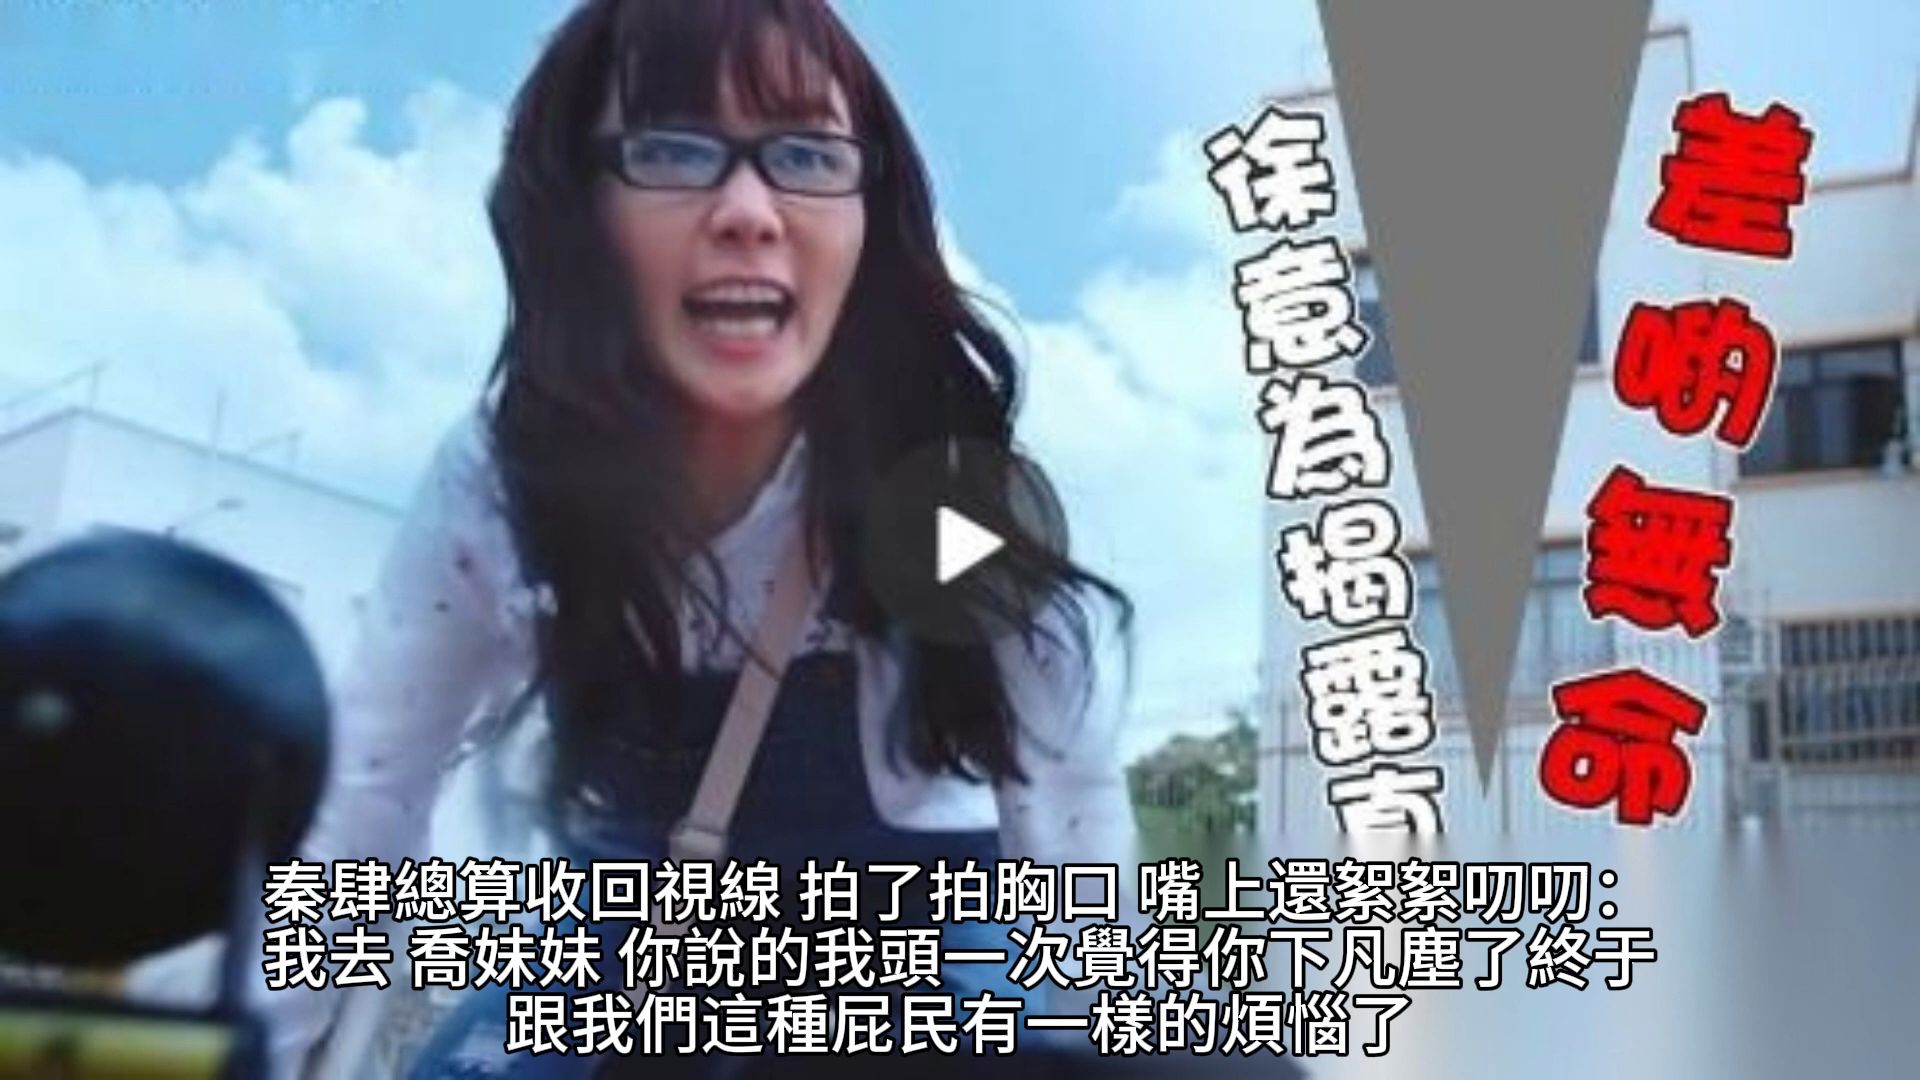 徐意為揭露真
差啲無命
秦肆總算收回視線 拍了拍胸口 嘴上還絮絮叨叨：
我去 喬妹妹 你說的我頭一次覺得你下凡塵了終于
跟我們這種屁民有一樣的煩惱了